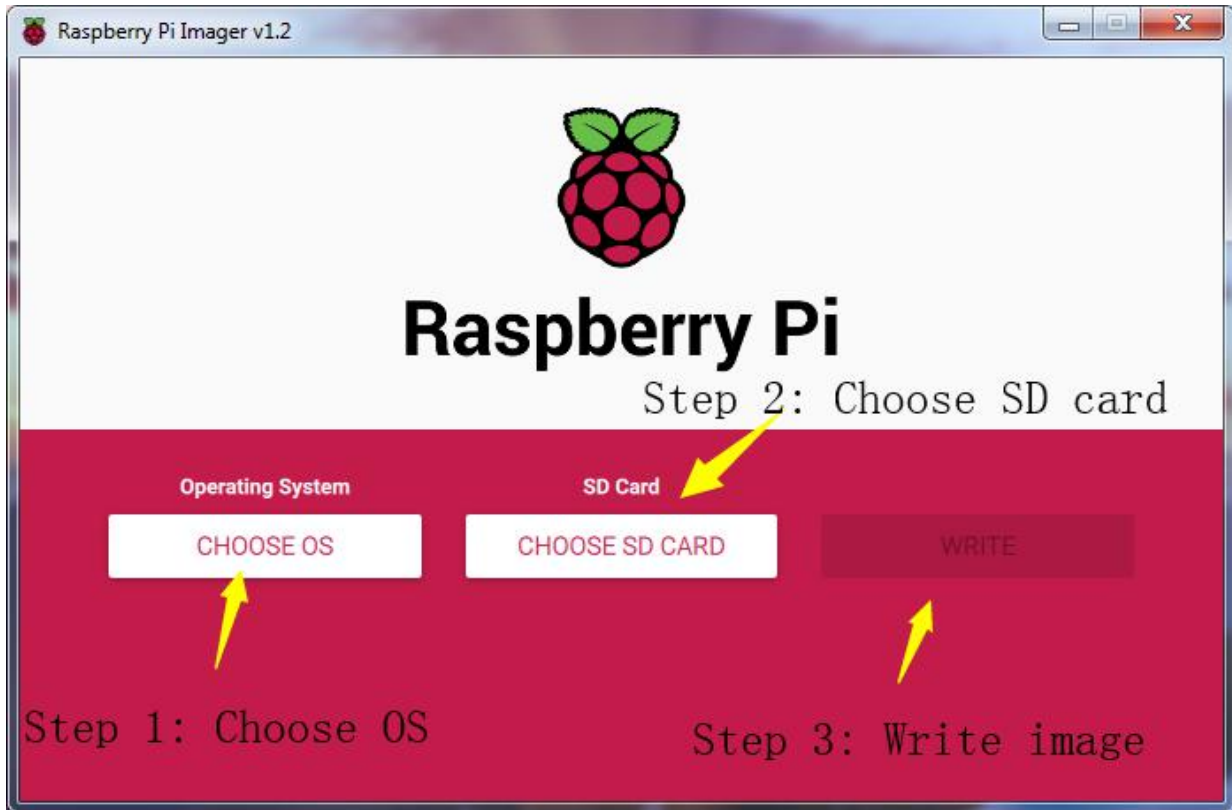 Raspberry Pi Imager v1.2
Raspberry Pi
Step 2: Choose SD card
Operating System
SD Card
CHOOSE OS
CHOOSE SD CARD
WRITE
Step 1: Choose OS
Step 3: Write image